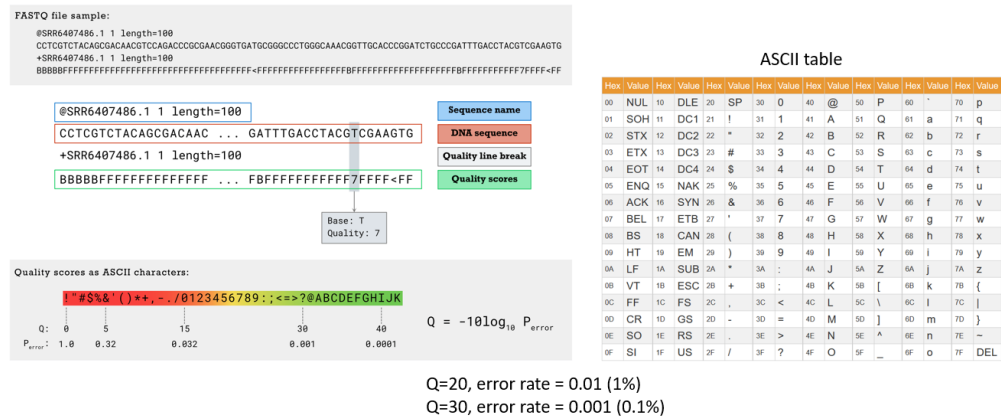 FASTQ file sample:
@SRR6407486.1 1 length=100
CCTCGTCTACAGCGACAACGTCCAGACCCGCGAACGGGTGATGCGGGCCCTGGGCAAACGGTTGCACCCGGATCTGCCCGATTTGACCTACGTCGAAGTG
+SRR6407486.1 1 length=100
BBBBBFFFFFFFFFFFFFFFFFFFFFFFFFFFFFFFFFFFF<FFFFFFFFFFFFFFBFFFFFFFFFFFFFFFFFFFFBFFFFFFFFFFFF7FFFF<FF
@SRR6407486.1 1 length=100
Sequence name
CCTCGTCTACAGCGACAAC ... GATTTGACCTACGTCGAAGTG
DNA sequence
+SRR6407486.1 1 length=100
Quality line break
BBBBBFFFFFFFFFFFFFF ... FBFFFFFFFFFFFF7FFFF<FF
Quality scores
Base: T
Quality: 7
Quality scores as ASCII characters:
!"#$%&'()*+,-./0123456789:;<=>?@ABCDEFGHIJK
Q: 0 5 15 30 40
Perror: 1.0 0.32 0.032 0.001 0.0001
Q = -10log10 Perror
ASCII table
Hex Value Hex Value Hex Value Hex Value Hex Value Hex Value Hex Value Hex Value
00 NUL 10 DLE 20 SP 30 0 40 @ 50 P 60 ` 70 p
01 SOH 11 DC1 21 ! 31 1 41 A 51 Q 61 a 71 q
02 STX 12 DC2 22 " 32 2 42 B 52 R 62 b 72 r
03 ETX 13 DC3 23 # 33 3 43 C 53 S 63 c 73 s
04 EOT 14 DC4 24 $ 34 4 44 D 54 T 64 d 74 t
05 ENQ 15 NAK 25 % 35 5 45 E 55 U 65 e 75 u
06 ACK 16 SYN 26 & 36 6 46 F 56 V 66 f 76 v
07 BEL 17 ETB 27 ' 37 7 47 G 57 W 67 g 77 w
08 BS 18 CAN 28 ( 38 8 48 H 58 X 68 h 78 x
09 HT 19 EM 29 ) 39 9 49 I 59 Y 69 i 79 y
0A LF 1A SUB 2A * 3A : 4A J 5A Z 6A j 7A z
0B VT 1B ESC 2B + 3B ; 4B K 5B [ 6B k 7B {
0C FF 1C FS 2C , 3C < 4C L 5C \ 6C l 7C |
0D CR 1D GS 2D - 3D = 4D M 5D ] 6D m 7D }
0E SO 1E RS 2E . 3E > 4E N 5E ^ 6E n 7E ~
0F SI 1F US 2F / 3F ? 4F O 5F _ 6F o 7F DEL
Q=20, error rate = 0.01 (1%)
Q=30, error rate = 0.001 (0.1%)